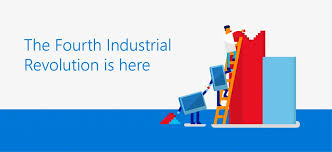 The Fourth Industrial
Revolution is here